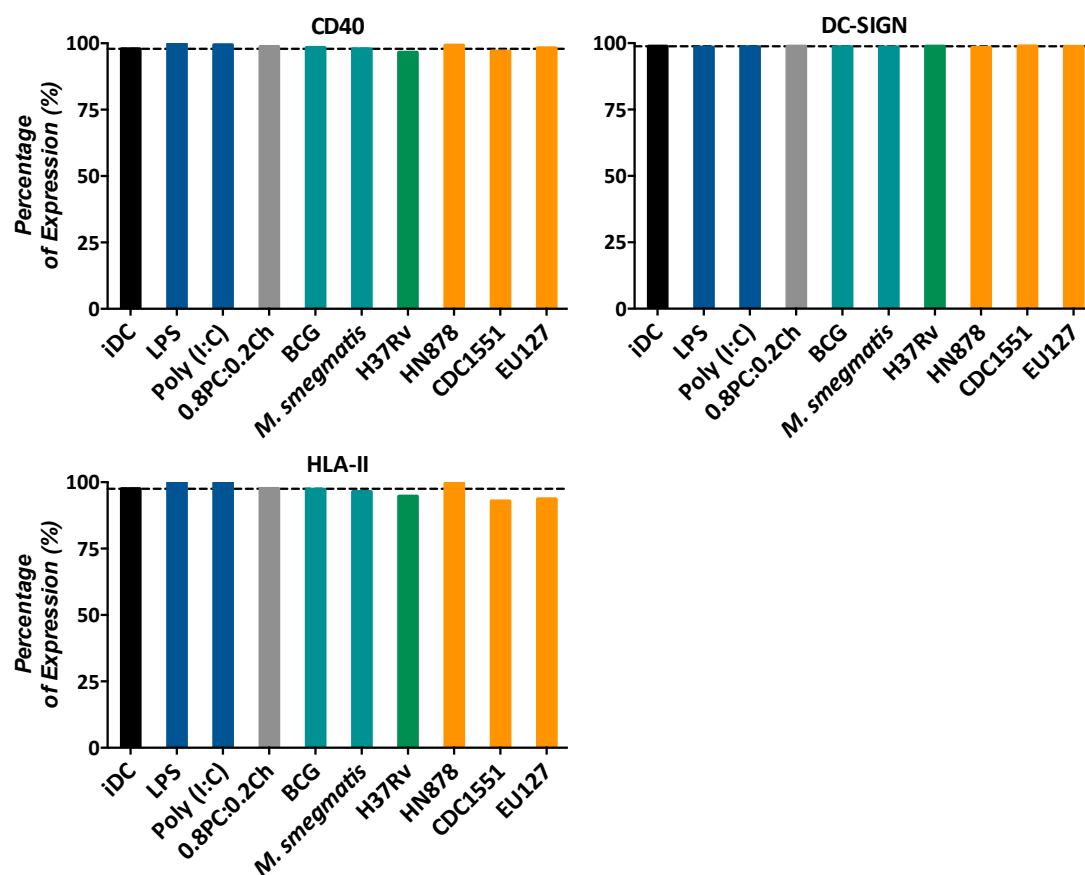 CD40
Percentage
of Expression (%)
100
75
50
25
0
iDC
LPS
Poly (I:C)
0.8PC:0.2Ch
BCG
M. smegmatis
H37Rv
HN878
CDC1551
EU127
DC-SIGN
100
75
50
25
0
iDC
LPS
Poly (I:C)
0.8PC:0.2Ch
BCG
M. smegmatis
H37Rv
HN878
CDC1551
EU127
HLA-II
Percentage
of Expression (%)
100
75
50
25
0
iDC
LPS
Poly (I:C)
0.8PC:0.2Ch
BCG
M. smegmatis
H37Rv
HN878
CDC1551
EU127